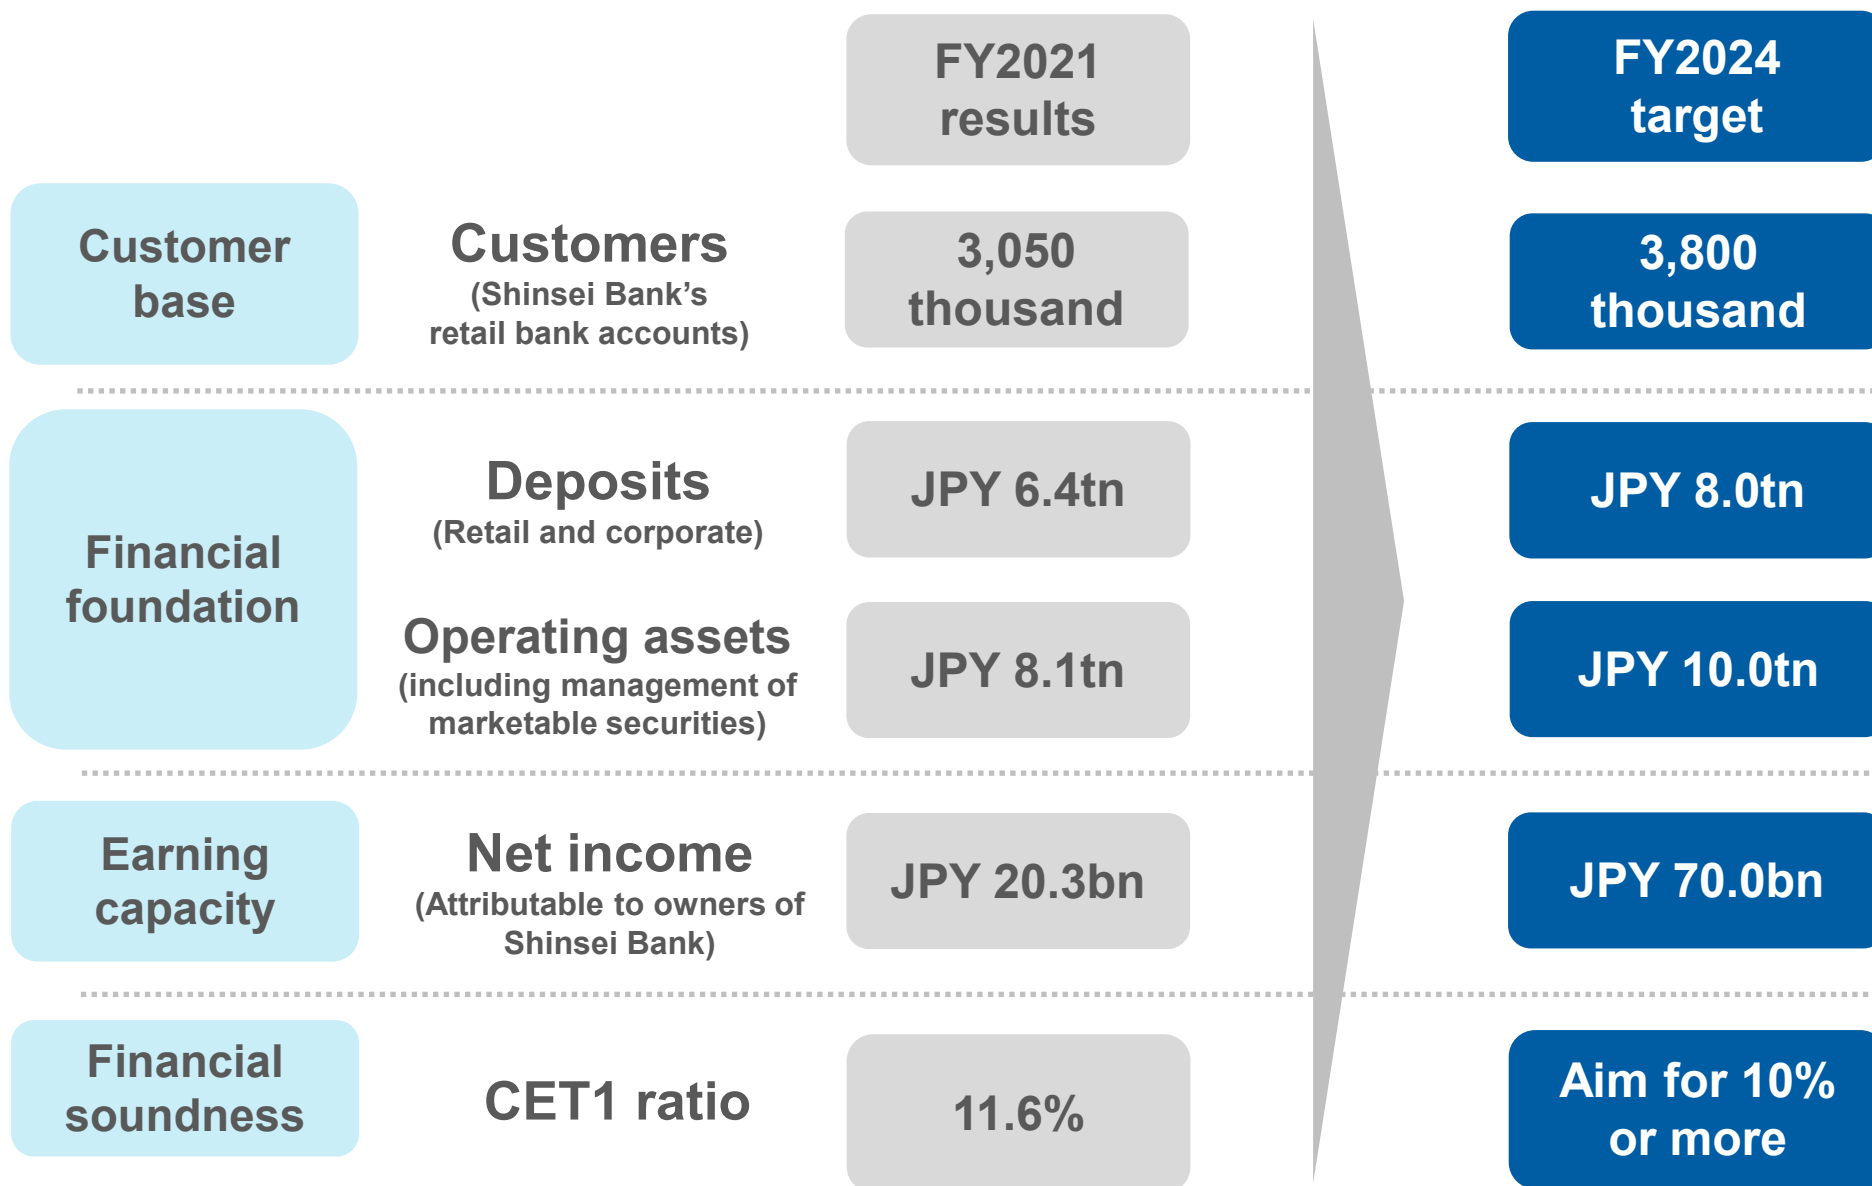 FY2021
results
FY2024
target
Customer
base
Customers
(Shinsei Bank’s
retail bank accounts)
3,050
thousand
3,800
thousand
Financial
foundation
Deposits
(Retail and corporate)
JPY 6.4tn
JPY 8.0tn
Operating assets
(including management of
marketable securities)
JPY 8.1tn
JPY 10.0tn
Earning
capacity
Net income
(Attributable to owners of
Shinsei Bank)
JPY 20.3bn
JPY 70.0bn
Financial
soundness
CET1 ratio
11.6%
Aim for 10%
or more